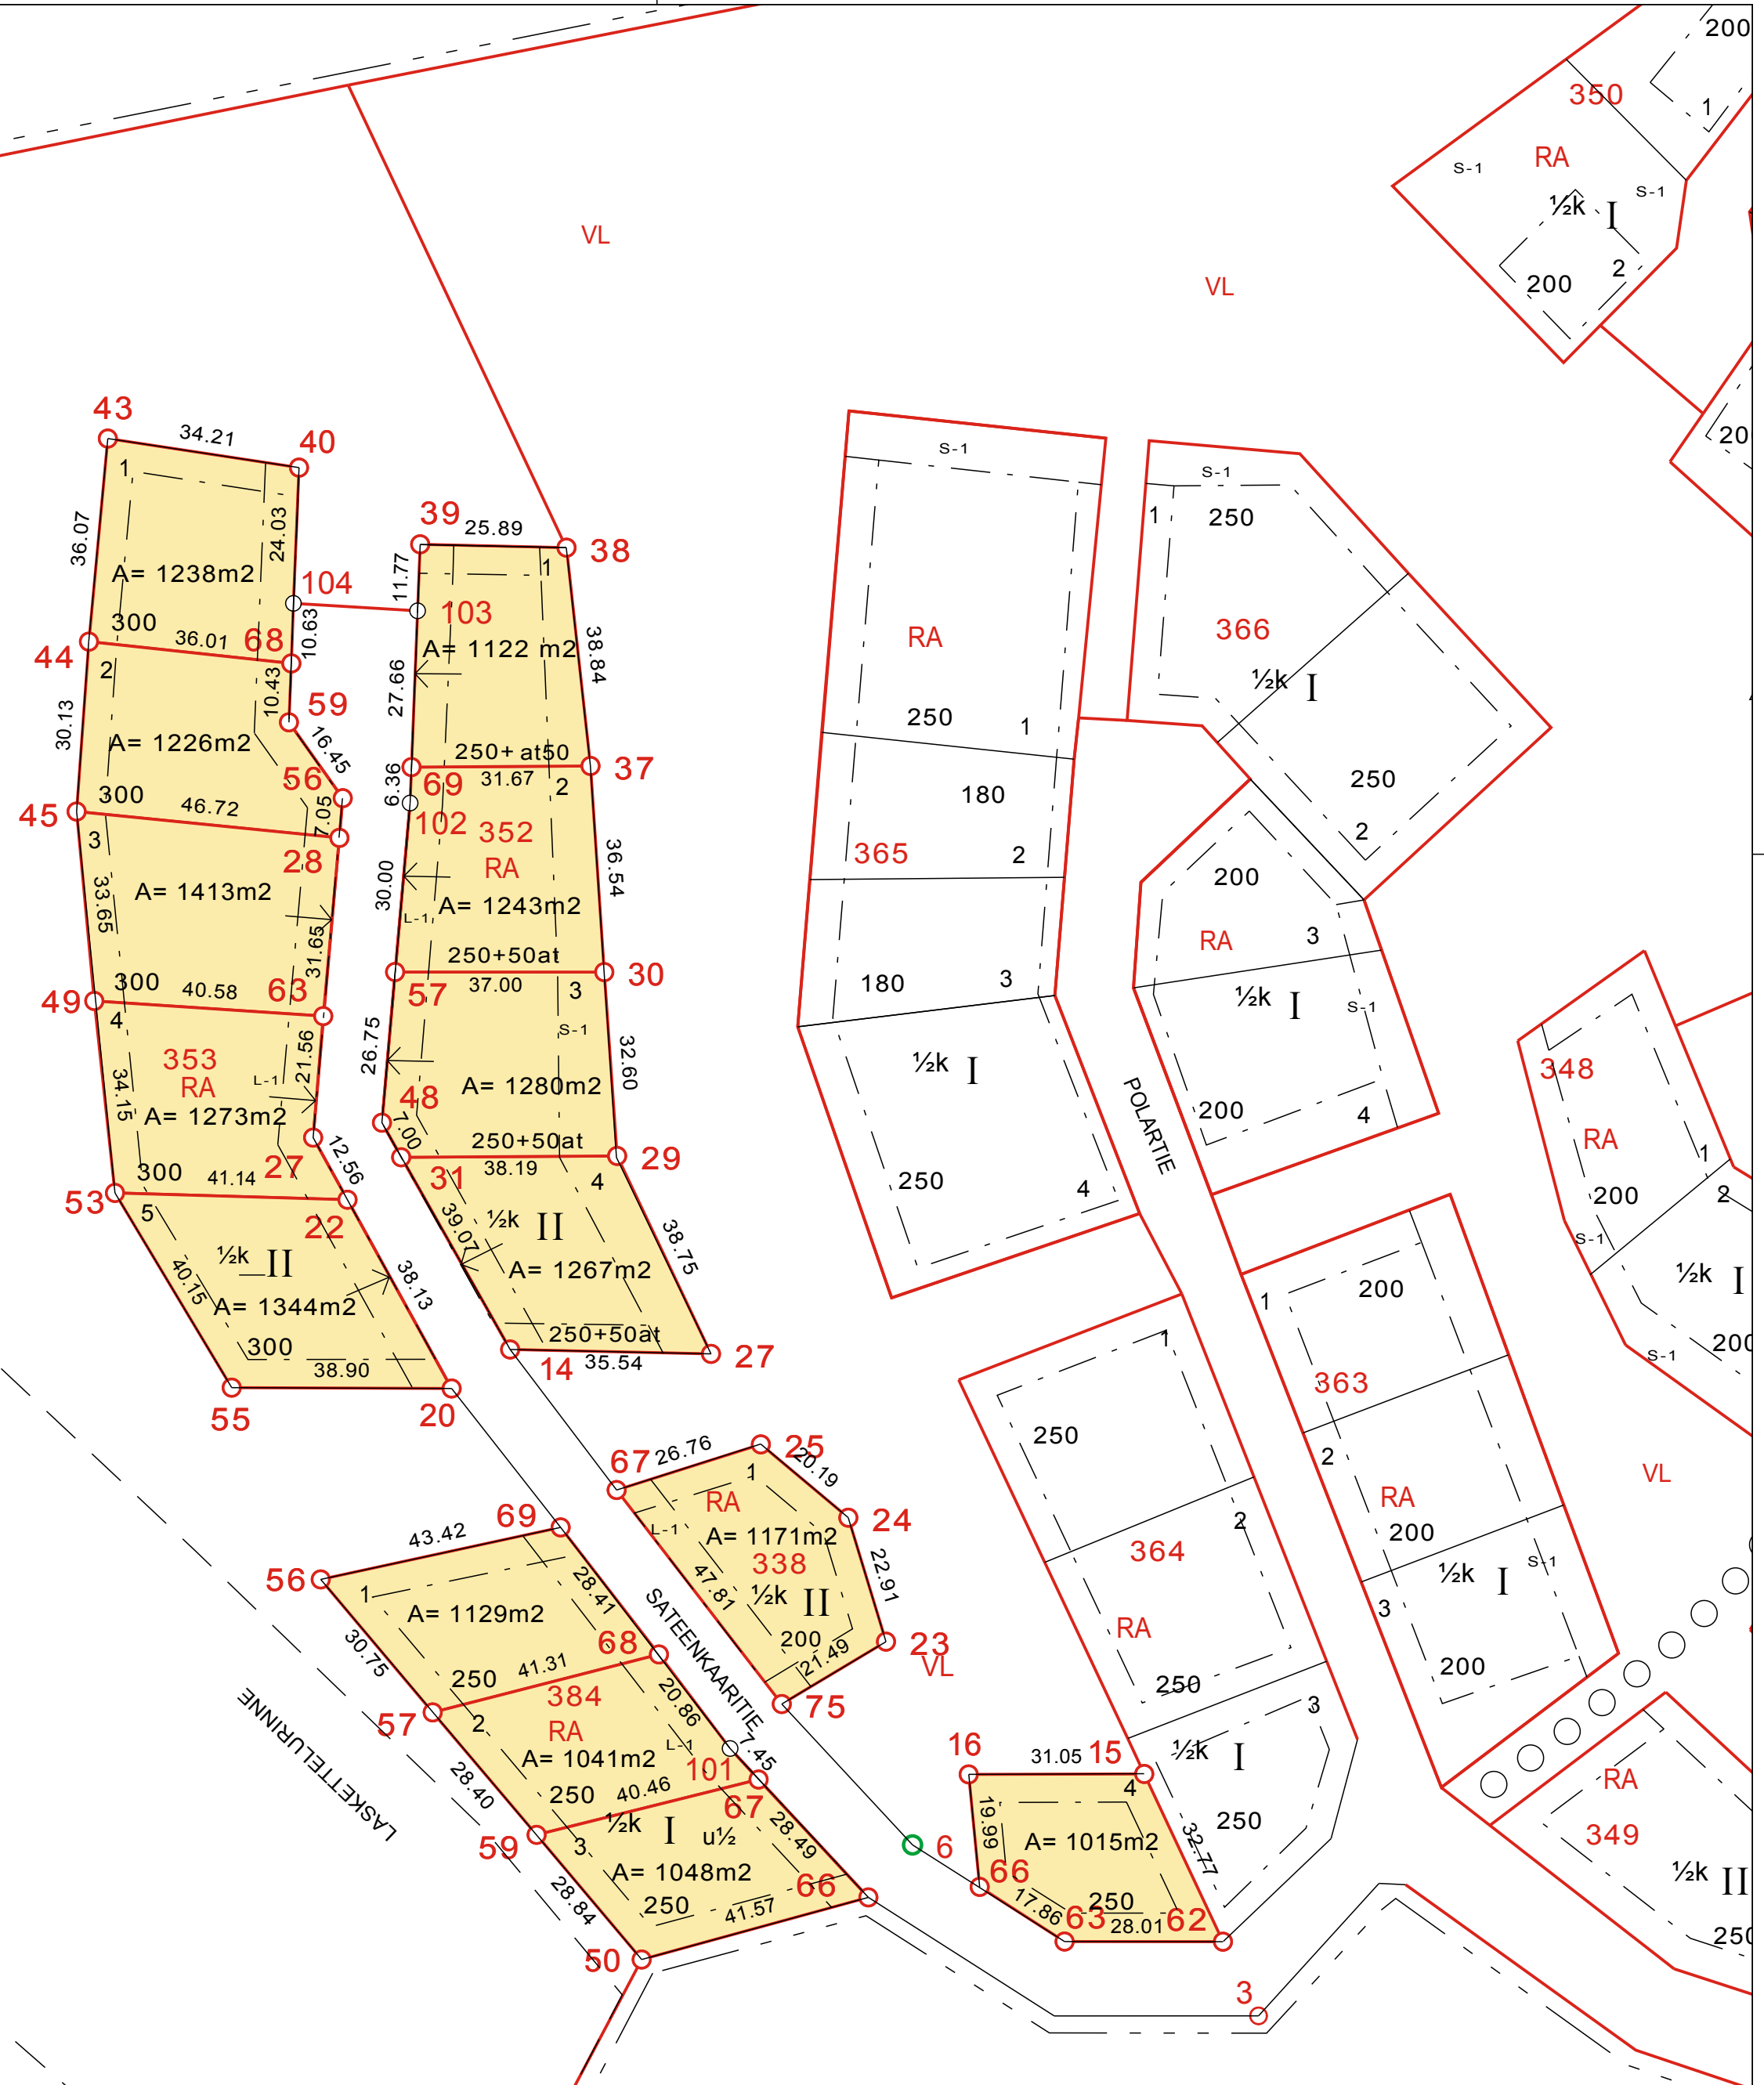 200
350
1
RA
S-1
S-1
½k I
2
200
VL
VL
20
43
34.21
40
1
36.07
24.03
A= 1238m2
104
10.63
300
36.01
68
44
2
10.43
59
30.13
A= 1226m2
16.45
56
300
46.72
7.05
45
3
28
A= 1413m2
33.65
31.65
300
40.58
63
49
4
353
RA
21.56
L-1
34.15
A= 1273m2
12.56
27
300
41.14
53
5
22
½k II
40.15
38.13
A= 1344m2
300
38.90
55
20
39
25.89
38
1
11.77
103
A= 1122 m2
38.84
27.66
250+ at50
31.67
37
69
2
6.36
102
352
RA
36.54
30.00
A= 1243m2
L-1
250+50at
37.00
30
57
3
S-1
26.75
32.60
A= 1280m2
48
7.00
250+50at
38.19
29
31
4
39.07
½k II
38.75
A= 1267m2
250+50at
35.54
14
27
S-1
RA
250
1
180
365
2
180
3
½k I
250
4
S-1
1
250
366
½k I
250
2
200
RA
3
½k I
S-1
200
4
POLARTIE
348
RA
1
200
2
S-1
½k I
200
S-1
1
200
363
2
RA
200
½k I
S-1
3
200
VL
1
250
2
364
RA
250
3
½k I
250
67
26.76
25
20.19
1
RA
24
L-1
A= 1171m2
338
22.91
47.81
½k II
200
21.49
23
VL
75
69
43.42
56
1
28.41
A= 1129m2
SATEENKAARITIE
30.75
68
250
41.31
384
57
2
RA
20.86
L-1
7.45
A= 1041m2
101
28.40
250
40.46
67
59
3
½k I u½
28.49
A= 1048m2
66
28.84
250
41.57
50
LASKETTELURINNE
16
31.05
15
4
19.99
A= 1015m2
32.77
6
66
17.86
250
63
28.01
62
3
RA
349
½k II
250